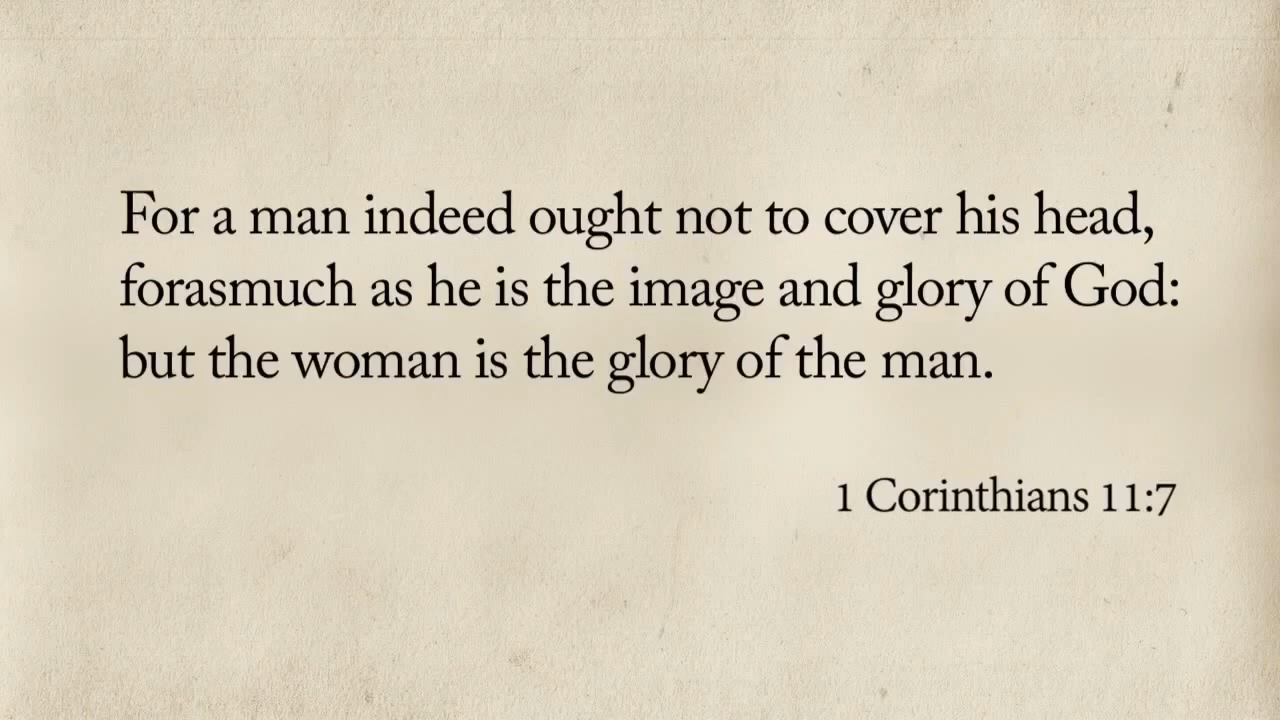 For a man indeed ought not to cover his head,
forasmuch as he is the image and glory of God:
but the woman is the glory of the man.
1 Corinthians 11:7